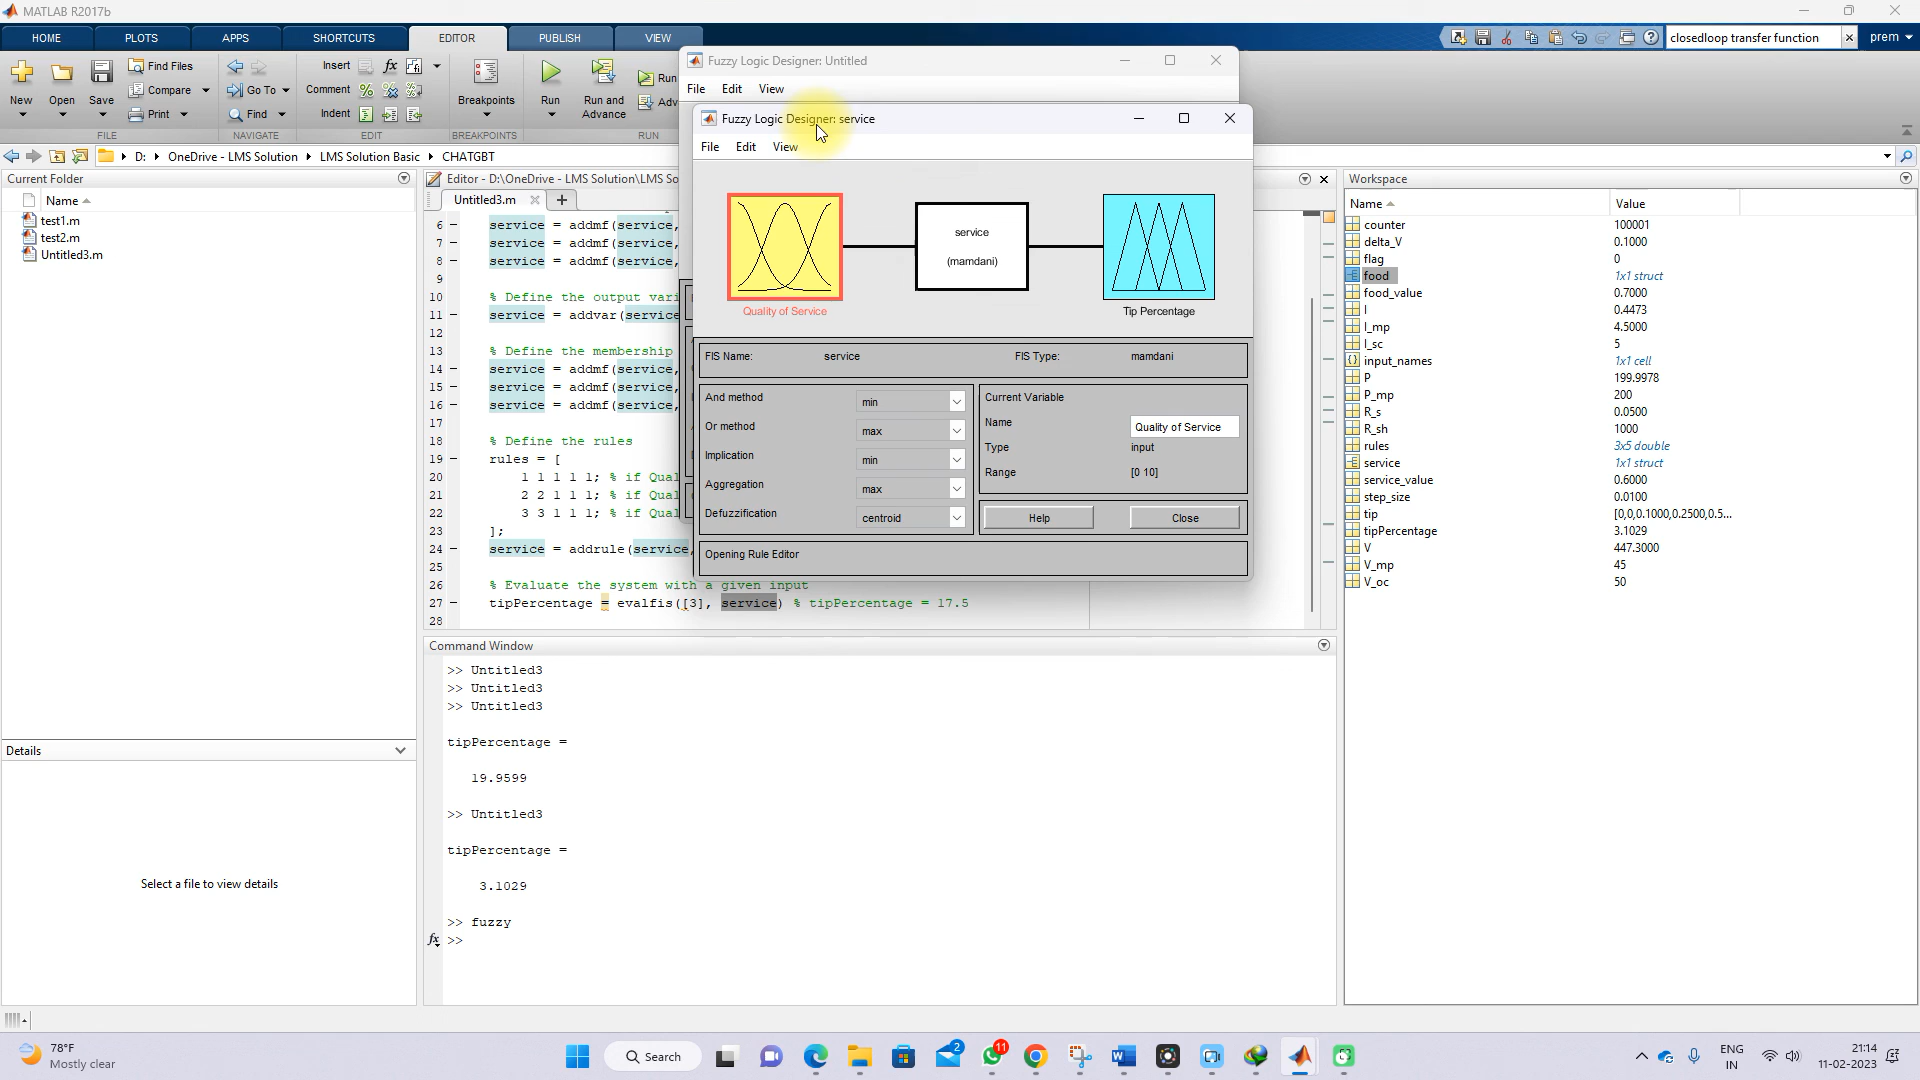 MATLAB R2017b
HOME
PLOTS
APPS
SHORTCUTS
EDITOR
PUBLISH
VIEW
closedloop transfer function
prem
New
Open
Save
Find Files
Compare
Print
FILE
Go To
Find
NAVIGATE
Insert
fx
Comment
%
Indent
EDIT
Breakpoints
BREAKPOINTS
Run
Run and
Advance
Run
Adv
RUN
D:
OneDrive - LMS Solution
LMS Solution Basic
CHATGBT
Current Folder
Name
test1.m
test2.m
Untitled3.m
Details
Select a file to view details
Editor - D:\OneDrive - LMS Solution\LMS So
Untitled3.m
6 - service = addmf(service,
7 - service = addmf(service,
8 - service = addmf(service,
9
10 % Define the output vari
11 - service = addvar(service
12
13 % Define the membership
14 - service = addmf(service,
15 - service = addmf(service,
16 - service = addmf(service,
17
18 % Define the rules
19 - rules = [
20 1 1 1 1 1; % if Qual
21 2 2 1 1 1; % if Qual
22 3 3 1 1 1; % if Qual
23 ];
24 - service = addrule(service,
25
26 % Evaluate the system with a given input
27 - tipPercentage = evalfis([3], service) % tipPercentage = 17.5
28
Fuzzy Logic Designer: Untitled
File Edit View
Fuzzy Logic Designer: service
File Edit View
service
(mamdani)
Quality of Service
Tip Percentage
FIS Name: service FIS Type: mamdani
And method min
Or method max
Implication min
Aggregation max
Defuzzification centroid
Current Variable
Name Quality of Service
Type input
Range [0 10]
Help Close
Opening Rule Editor
Command Window
>> Untitled3
>> Untitled3
>> Untitled3
tipPercentage =
19.9599
>> Untitled3
tipPercentage =
3.1029
>> fuzzy
fx >>
Workspace
Name Value
counter 100001
delta_V 0.1000
flag 0
food 1x1 struct
food_value 0.7000
I 0.4473
I_mp 4.5000
I_sc 5
input_names 1x1 cell
P 199.9978
P_mp 200
R_s 0.0500
R_sh 1000
rules 3x5 double
service 1x1 struct
service_value 0.6000
step_size 0.0100
tip [0,0,0.1000,0.2500,0.5...
tipPercentage 3.1029
V 447.3000
V_mp 45
V_oc 50
78°F
Mostly clear
Search
2
11
ENG
IN
21:14
11-02-2023